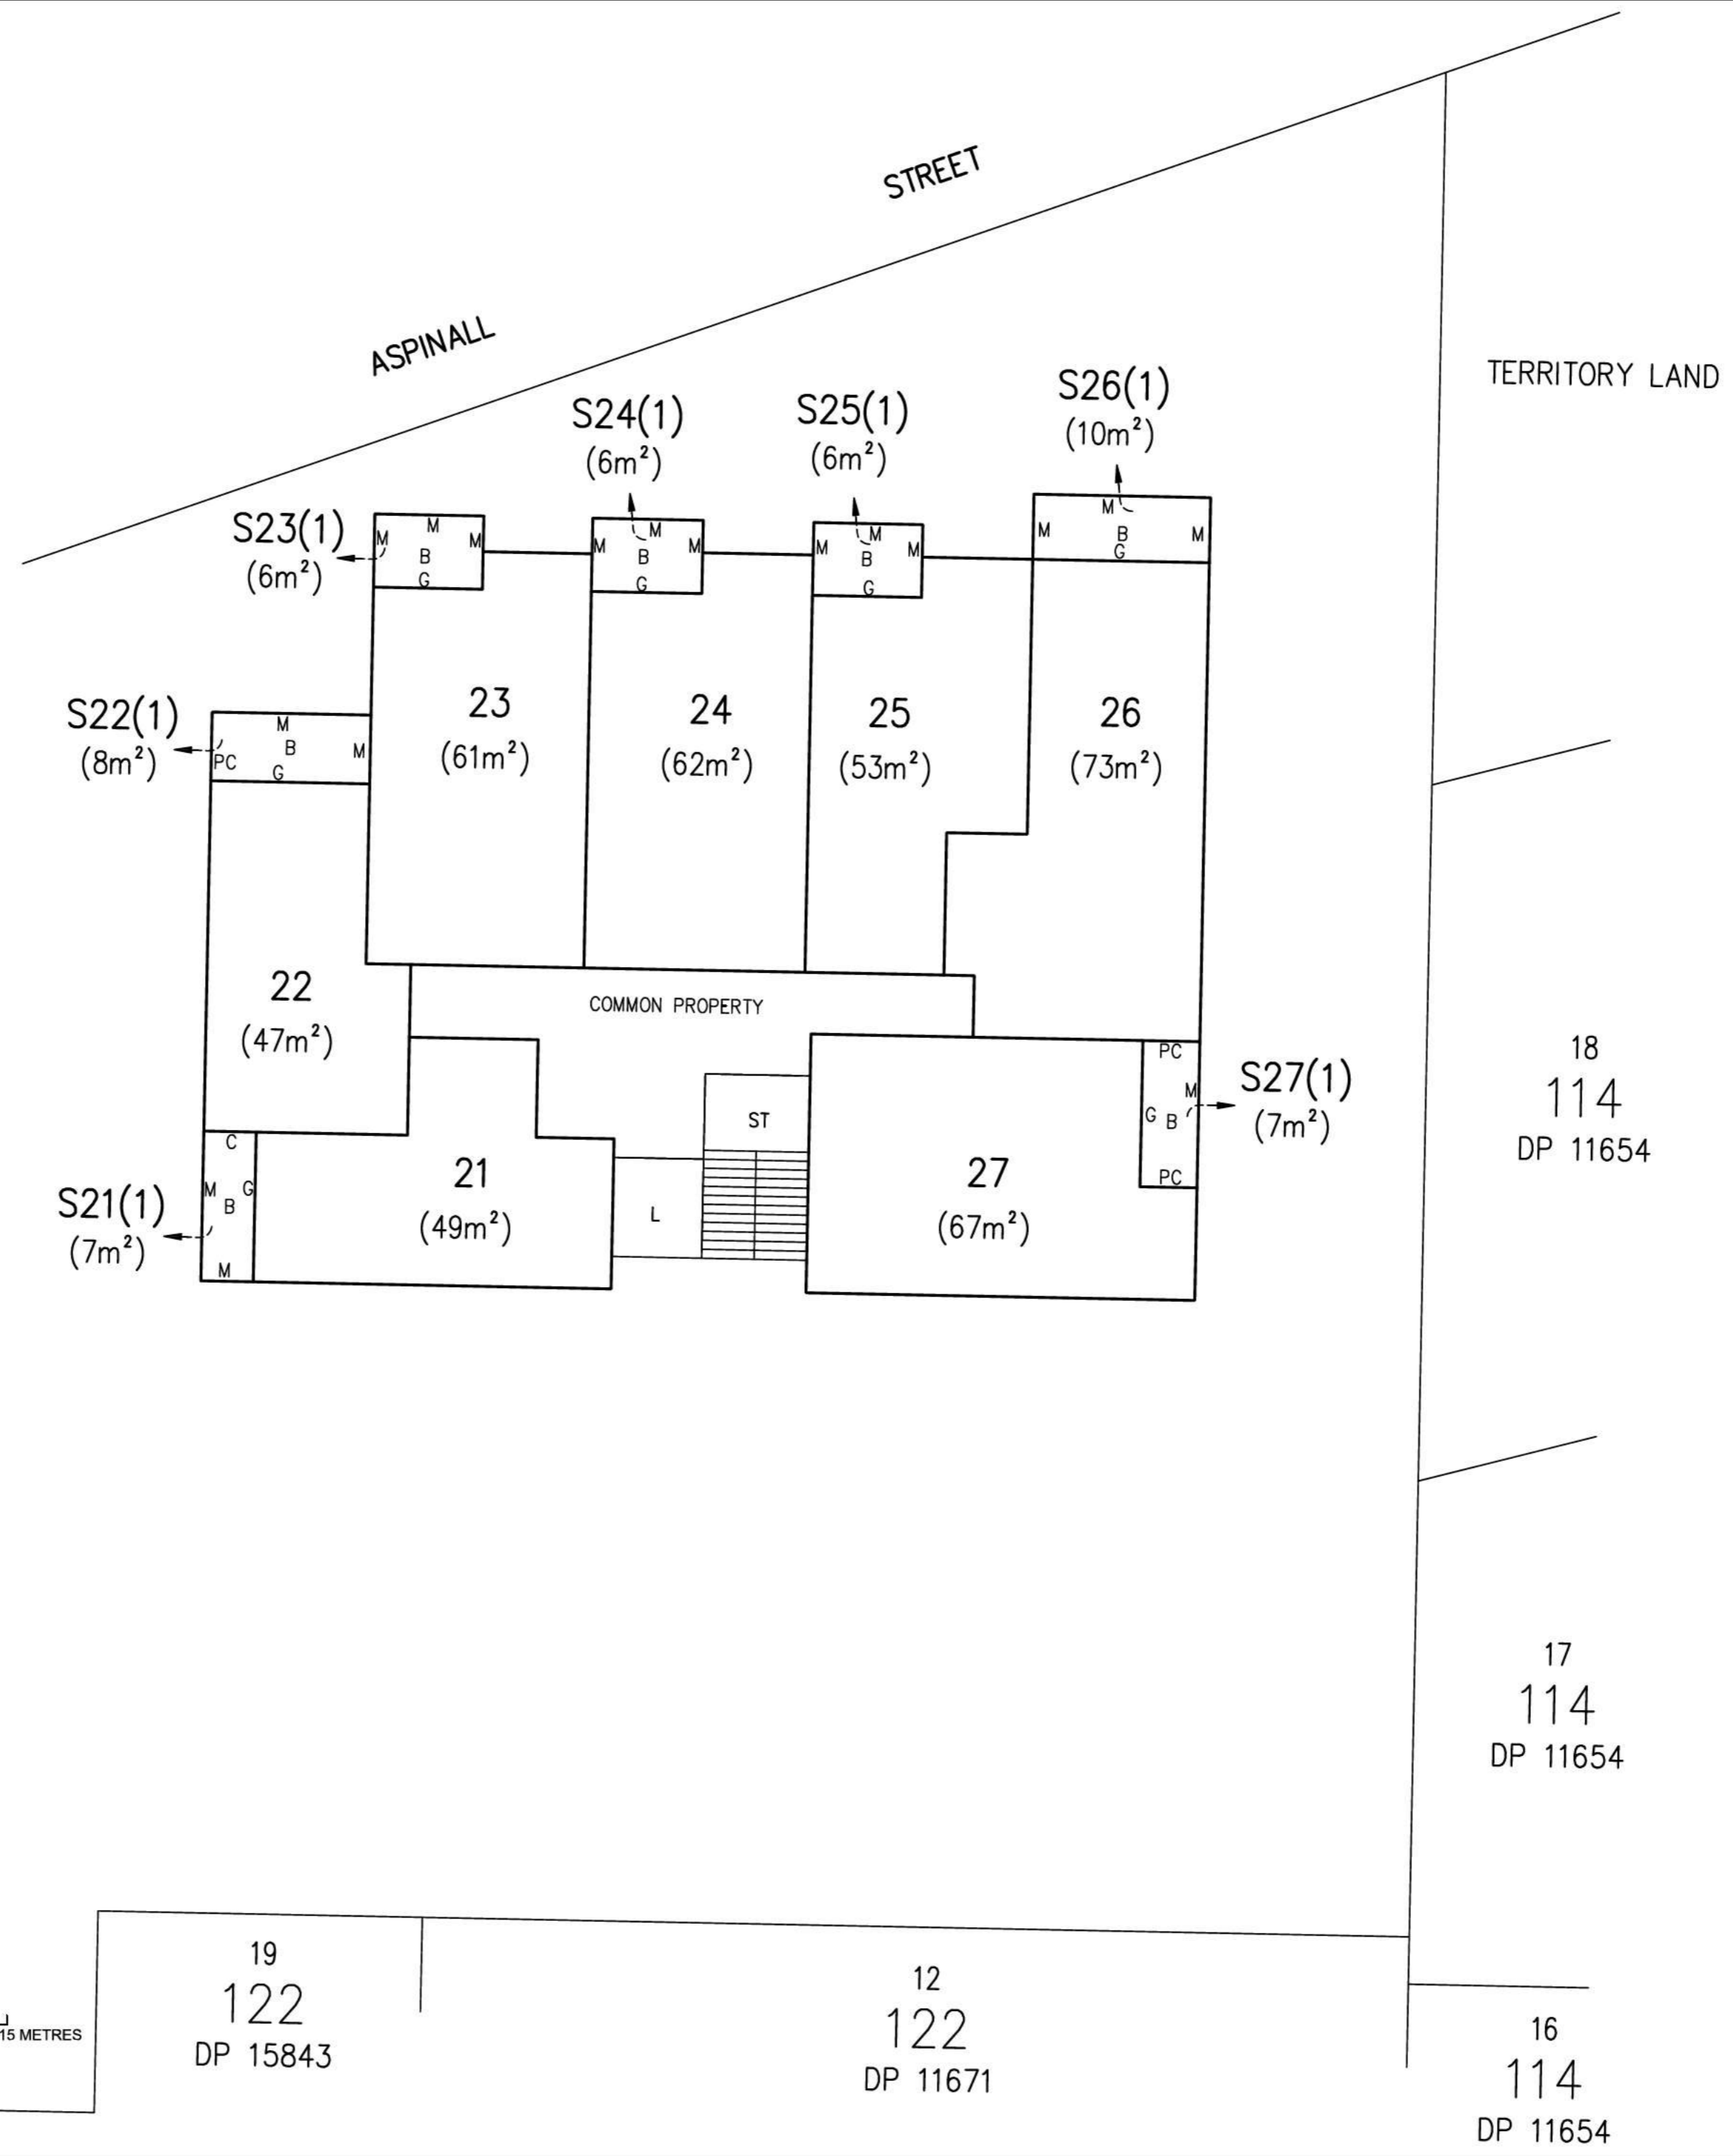 ASPINALL STREET
TERRITORY LAND
S26(1)
(10m²)
S24(1)
(6m²)
S25(1)
(6m²)
S23(1)
(6m²)
M
M
M
B
G
M
M
M
B
G
M
M
M
B
G
M
M
M
B
G
S22(1)
(8m²)
M
B
M
PC
G
23
(61m²)
24
(62m²)
25
(53m²)
26
(73m²)
22
(47m²)
COMMON PROPERTY
PC
M
G B
PC
S27(1)
(7m²)
ST
L
21
(49m²)
27
(67m²)
C
M G
B
M
S21(1)
(7m²)
18
114
DP 11654
17
114
DP 11654
19
122
DP 15843
12
122
DP 11671
16
114
DP 11654
15 METRES